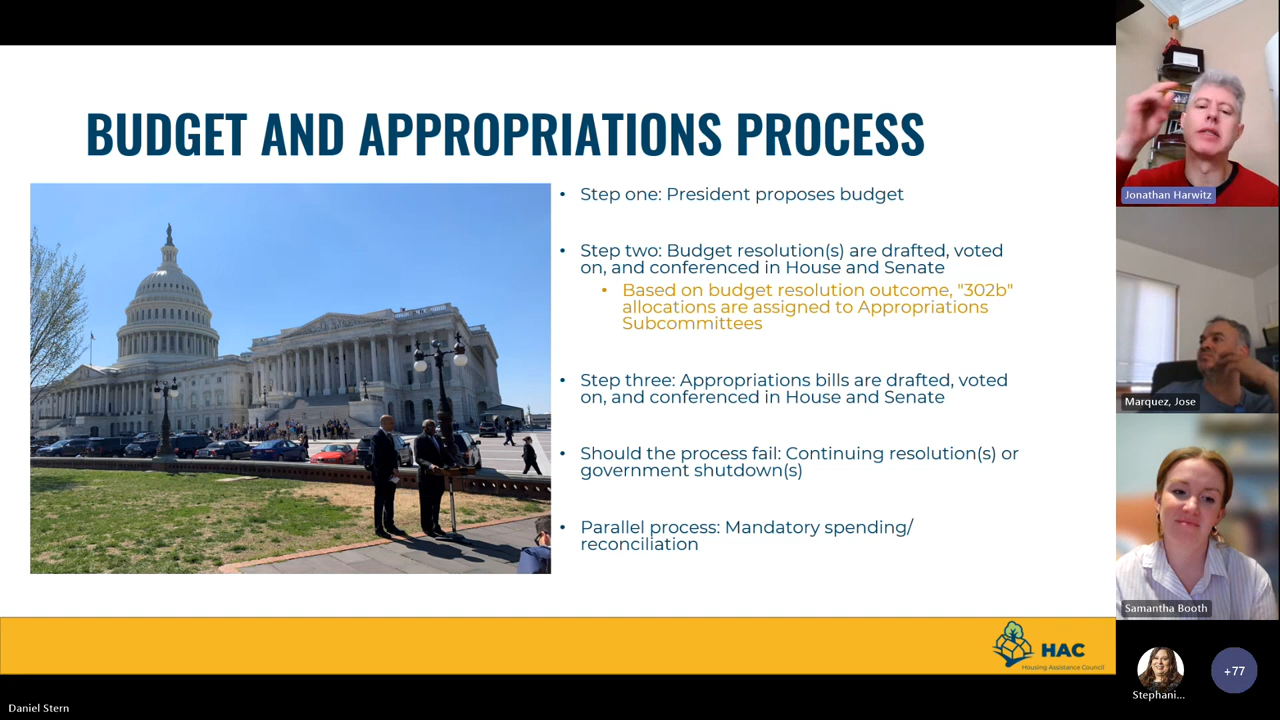 BUDGET AND APPROPRIATIONS PROCESS
• Step one: President proposes budget
• Step two: Budget resolution(s) are drafted, voted
on, and conferenced in House and Senate
• Based on budget resolution outcome, "302b"
allocations are assigned to Appropriations
Subcommittees
• Step three: Appropriations bills are drafted, voted
on, and conferenced in House and Senate
• Should the process fail: Continuing resolution(s) or
government shutdown(s)
• Parallel process: Mandatory spending/
reconciliation
HAC
Housing Assistance Council
Daniel Stern
Jonathan Harwitz
Marquez, Jose
Samantha Booth
Stephani...
+77